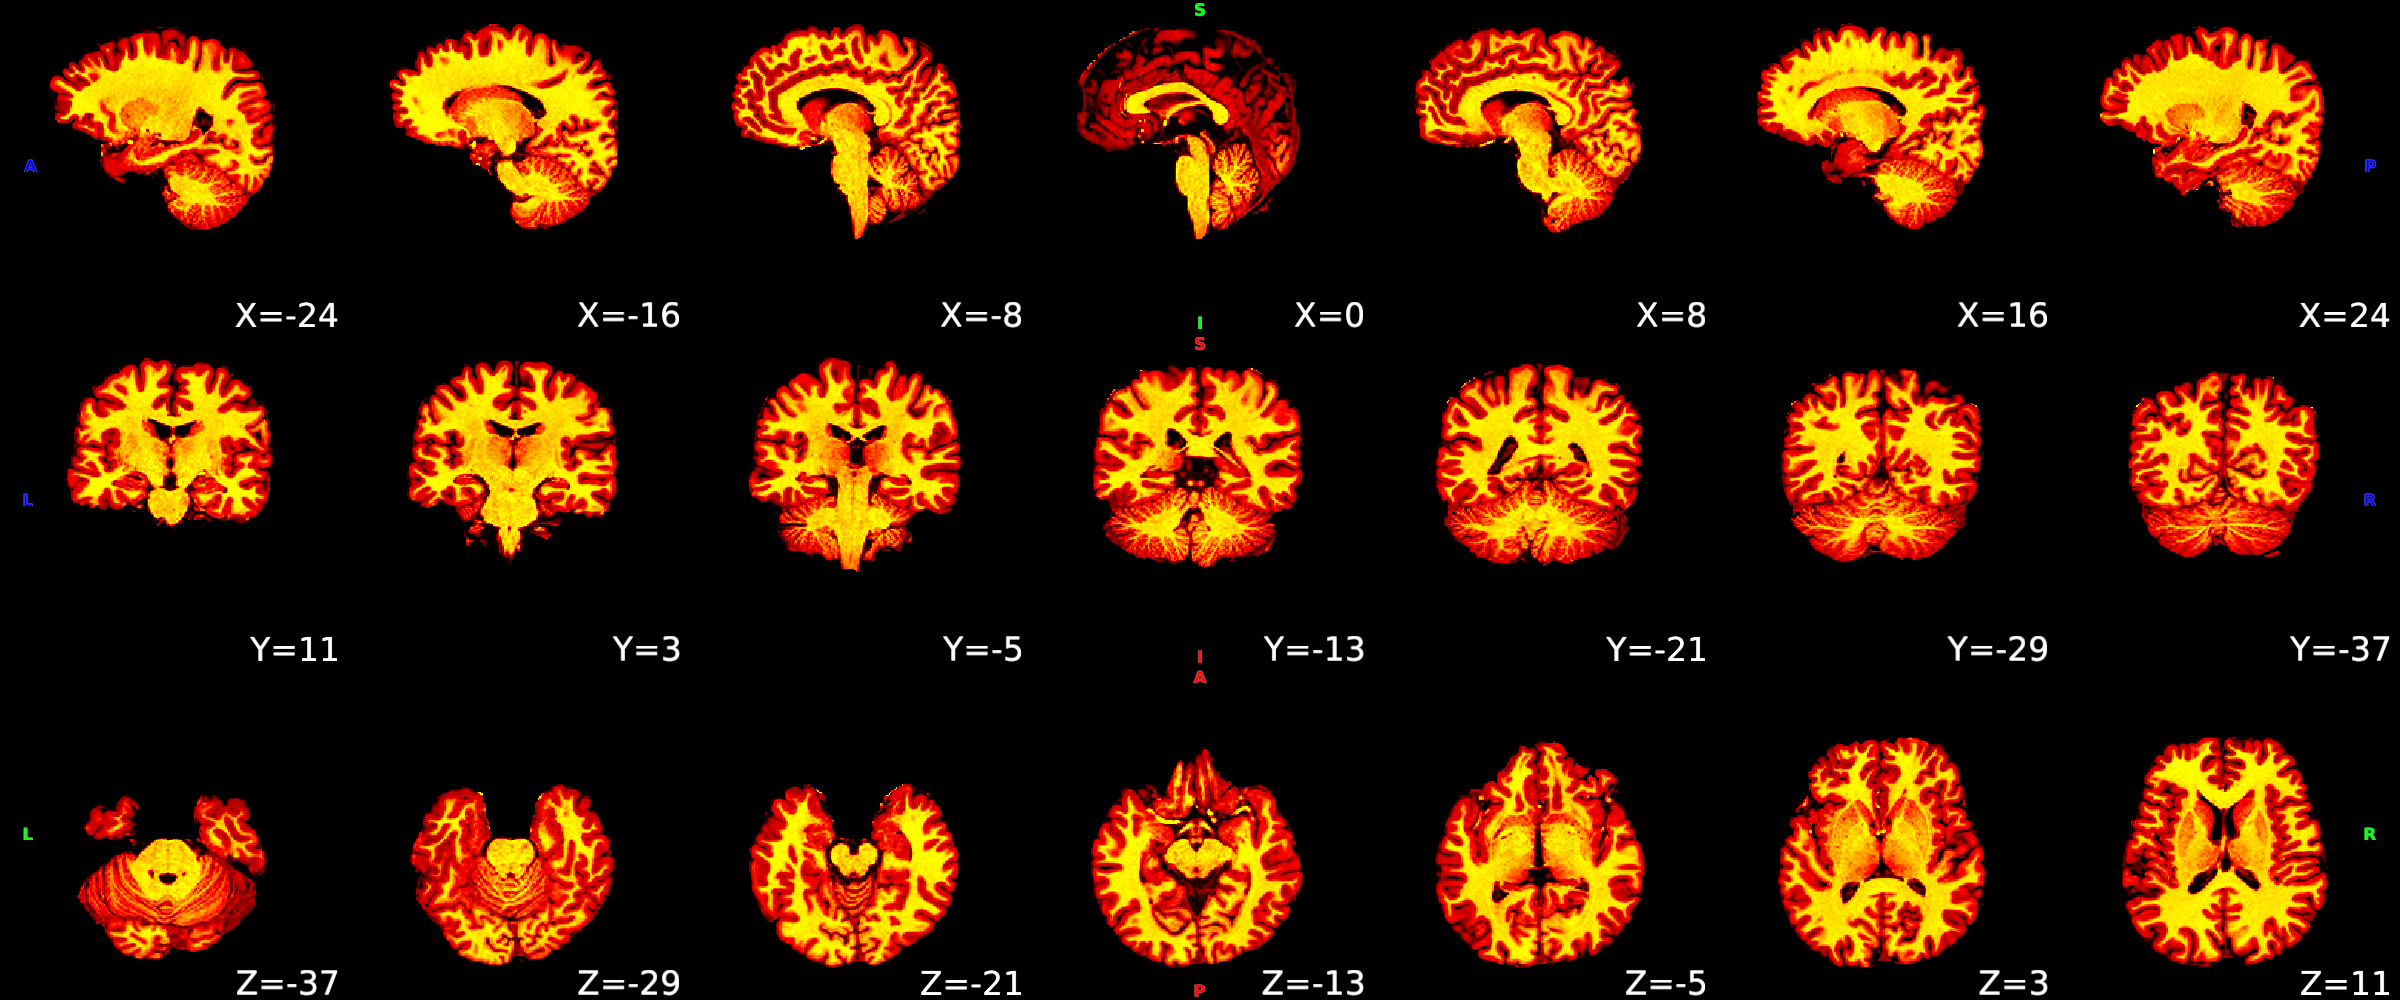 S
A P
X=-24 X=-16 X=-8 X=0 X=8 X=16 X=24
I
S
L R
Y=11 Y=3 Y=-5 Y=-13 Y=-21 Y=-29 Y=-37
I
A
L R
Z=-37 Z=-29 Z=-21 Z=-13 Z=-5 Z=3 Z=11
P